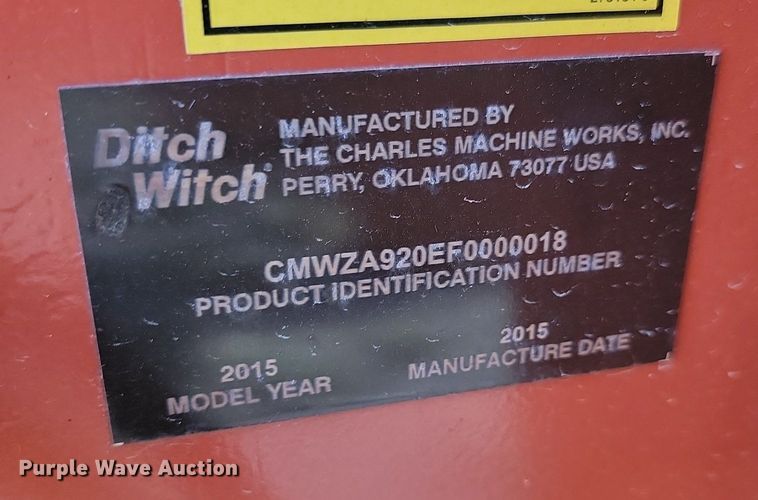 Ditch
Witch®
MANUFACTURED BY
THE CHARLES MACHINE WORKS, INC.
PERRY, OKLAHOMA 73077 USA
CMWZA920EF0000018
PRODUCT IDENTIFICATION NUMBER
2015
MODEL YEAR
2015
MANUFACTURE DATE
Purple Wave Auction